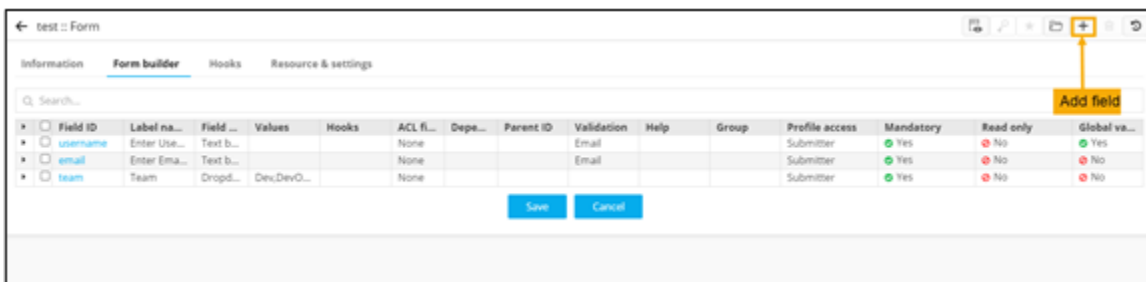 ← test :: Form
Information Form builder Hooks Resource & settings
Search...
Add field
Field ID Label na... Field ... Values Hooks ACL fi... Depe... Parent ID Validation Help Group Profile access Mandatory Read only Global va...
username Enter Use... Text b... None Email Submitter Yes No Yes
email Enter Ema... Text b... None Email Submitter Yes No No
team Team Dropd... Dev,DevO... None Submitter Yes No No
Save Cancel